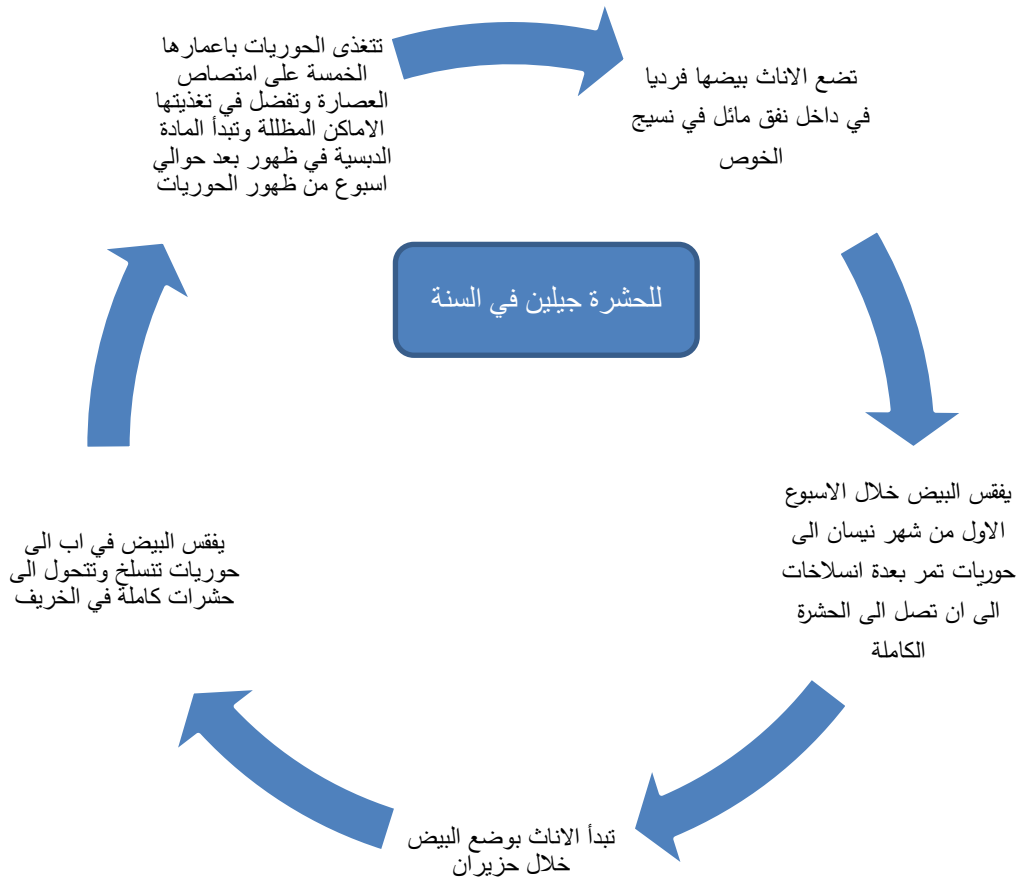 تتغذى الحوريات باعمارها
الخمسة على امتصاص
العصارة وتفضل في تغذيتها
الاماكن المظللة وتبدأ المادة
الدبسية في ظهور بعد حوالي
اسبوع من ظهور الحوريات
تضع الاناث بيضها فرديا
في داخل نفق مائل في نسيج
الخوص
للحشرة جيلين في السنة
يفقس البيض خلال الاسبوع
الاول من شهر نيسان الى
حوريات تمر بعدة انسلاخات
الى ان تصل الى الحشرة
الكاملة
تبدأ الاناث بوضع البيض
خلال حزيران
يفقس البيض في اب الى
حوريات تنسلخ وتتحول الى
حشرات كاملة في الخريف